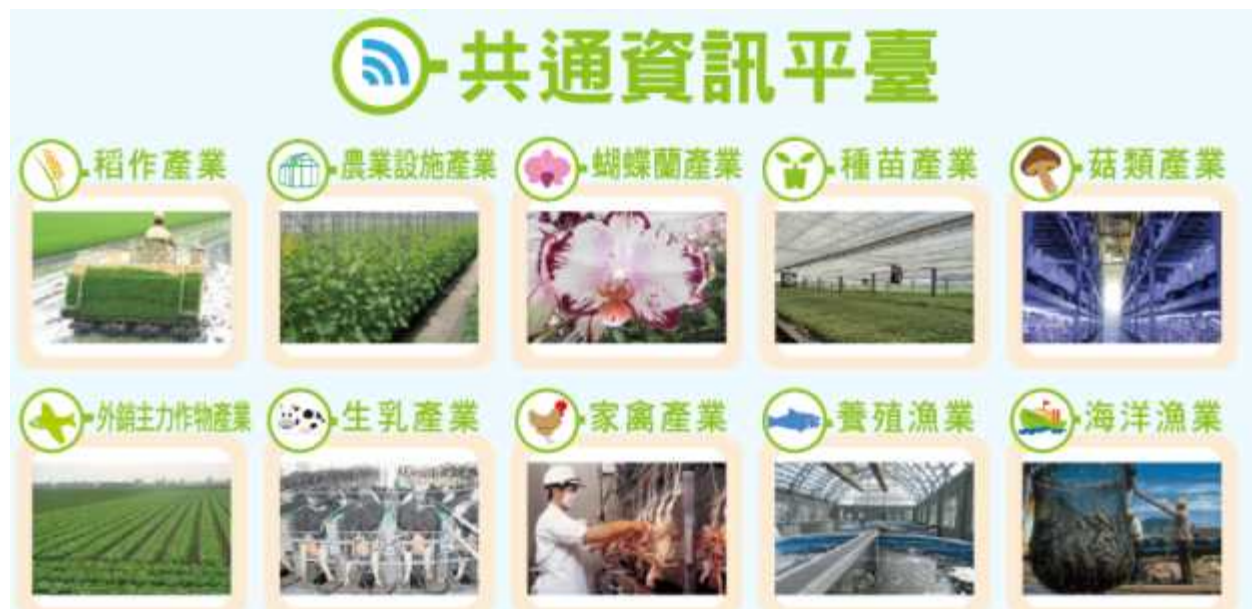 共通資訊平臺
稻作產業
農業設施產業
蝴蝶蘭產業
種苗產業
菇類產業
外銷主力作物產業
生乳產業
家禽產業
養殖漁業
海洋漁業